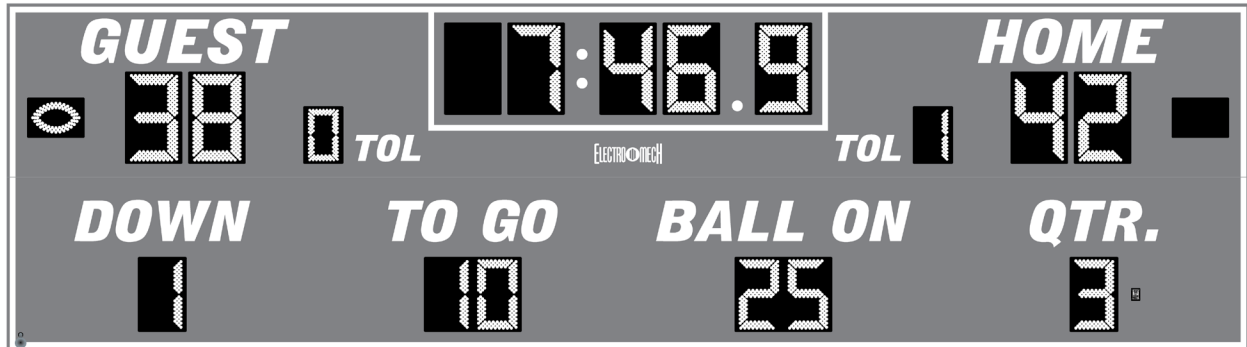 GUEST 7:46.9 HOME
38 0 TOL ELECTRO MECH TOL 1 42
DOWN TO GO BALL ON QTR.
1 10 25 3